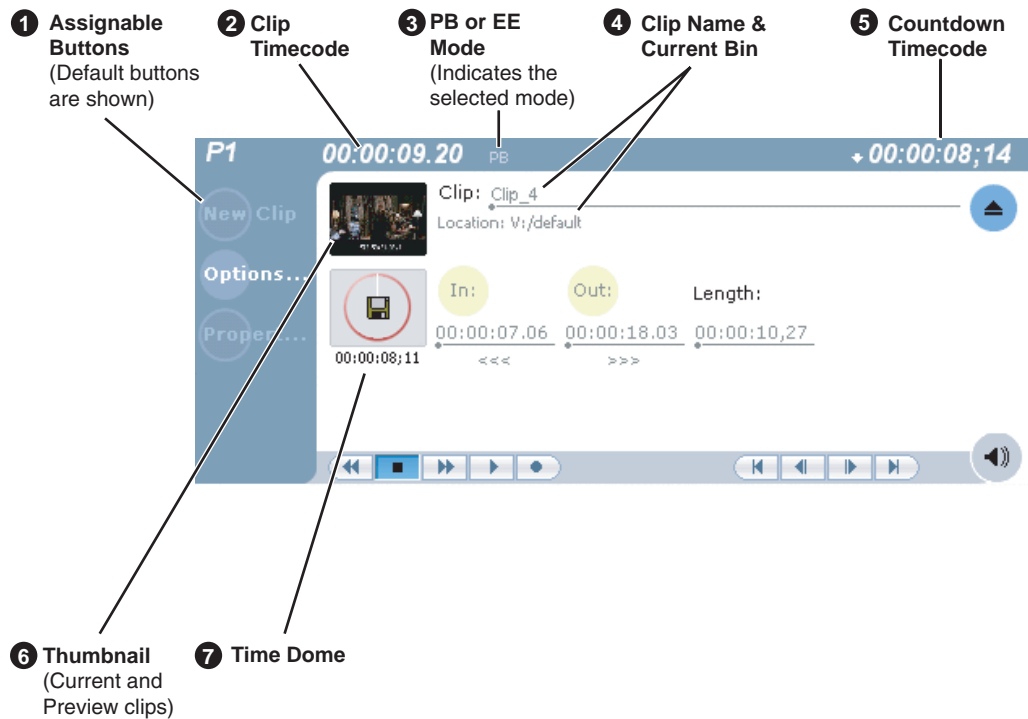 1 Assignable Buttons
(Default buttons are shown)
2 Clip Timecode
3 PB or EE Mode
(Indicates the selected mode)
4 Clip Name & Current Bin
5 Countdown Timecode
P1
00:00:09.20
PB
00:00:08;14
New Clip
Options...
Propert...
Clip: Clip_4
Location: V:/default
In:
Out:
Length:
00:00:07.06
00:00:18.03
00:00:10,27
00:00:08;11
<<<
>>>
6 Thumbnail
(Current and Preview clips)
7 Time Dome